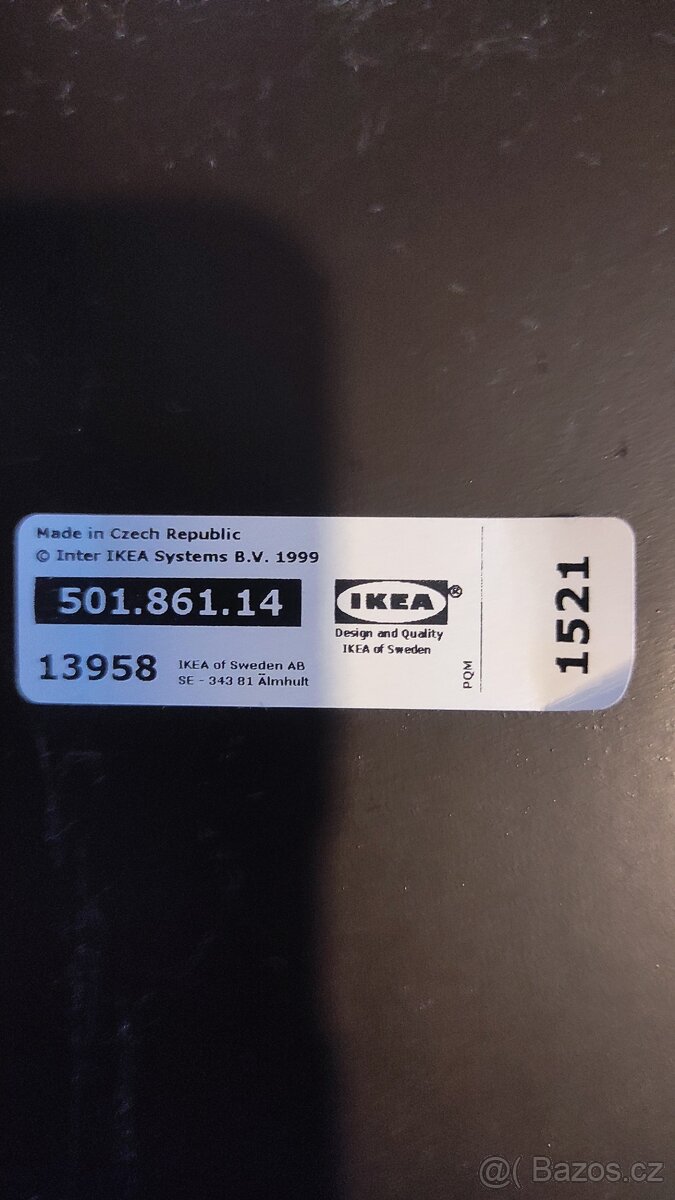 Made in Czech Republic
© Inter IKEA Systems B.V. 1999
501.861.14
13958
IKEA of Sweden AB
SE - 343 81 Älmhult
IKEA®
Design and Quality
IKEA of Sweden
PQM
1521
@( Bazos.cz